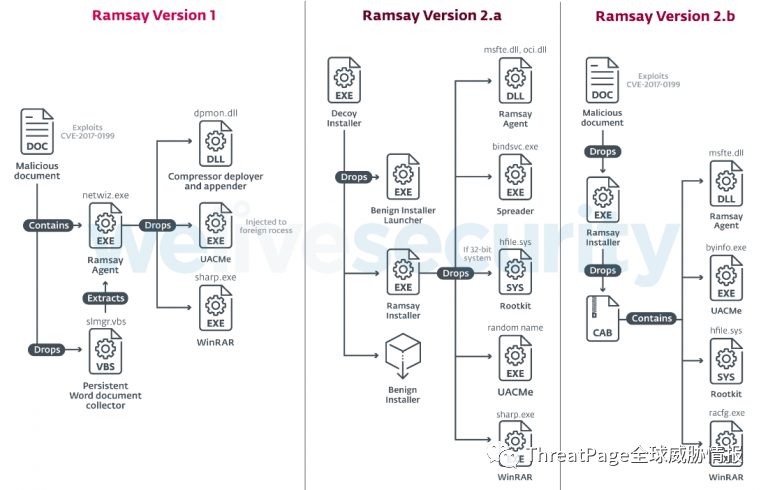 Ramsay Version 1
DOC
Exploits
CVE-2017-0199
Malicious
document
Contains
netwiz.exe
EXE
Ramsay
Agent
Extracts
Drops
slmgr.vbs
VBS
Persistent
Word document
collector
Drops
dpmon.dll
DLL
Compressor deployer
and appender
EXE
Injected to
foreign rocess
UACMe
sharp.exe
EXE
WinRAR
Ramsay Version 2.a
EXE
Decoy
Installer
Drops
EXE
Benign Installer
Launcher
EXE
Ramsay
Installer
Benign
Installer
If 32-bit
system
Drops
msfte.dll, oci.dll
DLL
Ramsay
Agent
bindsvc.exe
EXE
Spreader
hfile.sys
SYS
Rootkit
random name
EXE
UACMe
sharp.exe
EXE
WinRAR
Ramsay Version 2.b
DOC
Exploits
CVE-2017-0199
Malicious
document
Drops
EXE
Ramsay
Installer
Drops
CAB
Contains
msfte.dll
DLL
Ramsay
Agent
byinfo.exe
EXE
UACMe
hfile.sys
SYS
Rootkit
racfg.exe
EXE
WinRAR
welivesecurity
ThreatPage全球威胁情报